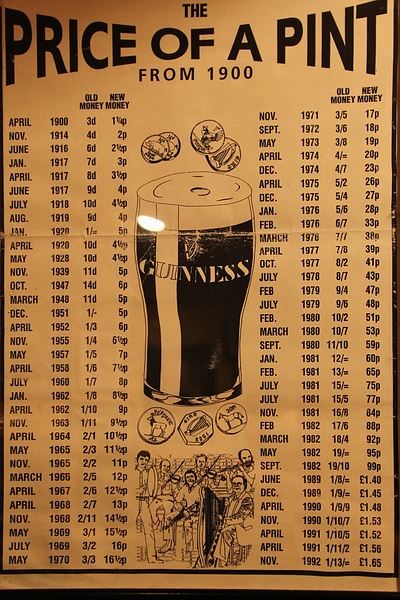 THE
PRICE OF A PINT
FROM 1900
OLD NEW
MONEY MONEY
APRIL 1900 3d 1¼p
NOV. 1914 4d 2p
JUNE 1916 6d 2½p
JAN. 1917 7d 3p
APRIL 1917 8d 3½p
JUNE 1917 9d 4p
JULY 1918 10d 4½p
AUG. 1919 9d 4p
JAN. 1920 1/= 5p
APRIL 1920 10d 4½p
MAY 1928 10d 4½p
NOV. 1939 11d 5p
OCT. 1947 14d 6p
MARCH 1948 11d 5p
DEC. 1951 1/- 5p
APRIL 1952 1/3 6p
NOV. 1955 1/4 6½p
MAY 1957 1/5 7p
APRIL 1958 1/6 7½p
JULY 1960 1/7 8p
JAN. 1962 1/8 8½p
APRIL 1962 1/10 9p
NOV. 1963 1/11 9½p
APRIL 1964 2/1 10½p
MAY 1965 2/3 11½p
NOV. 1965 2/2 11p
MARCH 1966 2/5 12p
APRIL 1967 2/6 12½p
APRIL 1968 2/7 13p
NOV. 1968 2/11 14½p
MAY 1969 3/1 15½p
JULY 1969 3/2 16p
MAY 1970 3/3 16½p
GUINNESS
OLD NEW
MONEY MONEY
NOV. 1971 3/5 17p
SEPT. 1972 3/6 18p
MAY 1973 3/8 19p
APRIL 1974 4/= 20p
DEC. 1974 4/7 23p
APRIL 1975 5/2 26p
DEC. 1975 5/4 27p
JAN. 1976 5/6 28p
FEB. 1976 6/7 33p
MARCH 1976 7/7 38p
APRIL 1977 7/8 39p
OCT. 1977 8/2 41p
JULY 1978 8/7 43p
FEB 1979 9/4 47p
JULY 1979 9/6 48p
FEB. 1980 10/2 51p
MARCH 1980 10/7 53p
SEPT. 1980 11/10 59p
JAN. 1981 12/= 60p
FEB. 1981 13/= 65p
JULY 1981 15/= 75p
JULY 1981 15/5 77p
NOV. 1981 16/8 84p
FEB 1982 17/6 88p
MARCH 1982 18/4 92p
MAY 1982 19/= 95p
SEPT. 1982 19/10 99p
JUNE 1989 1/8/= £1.40
DEC. 1989 1/9/= £1.45
APRIL 1990 1/9/9 £1.48
NOV 1990 1/10/7 £1.53
APRIL 1991 1/10/5 £1.52
APRIL 1991 1/11/2 £1.56
NOV. 1992 1/13/= £1.65